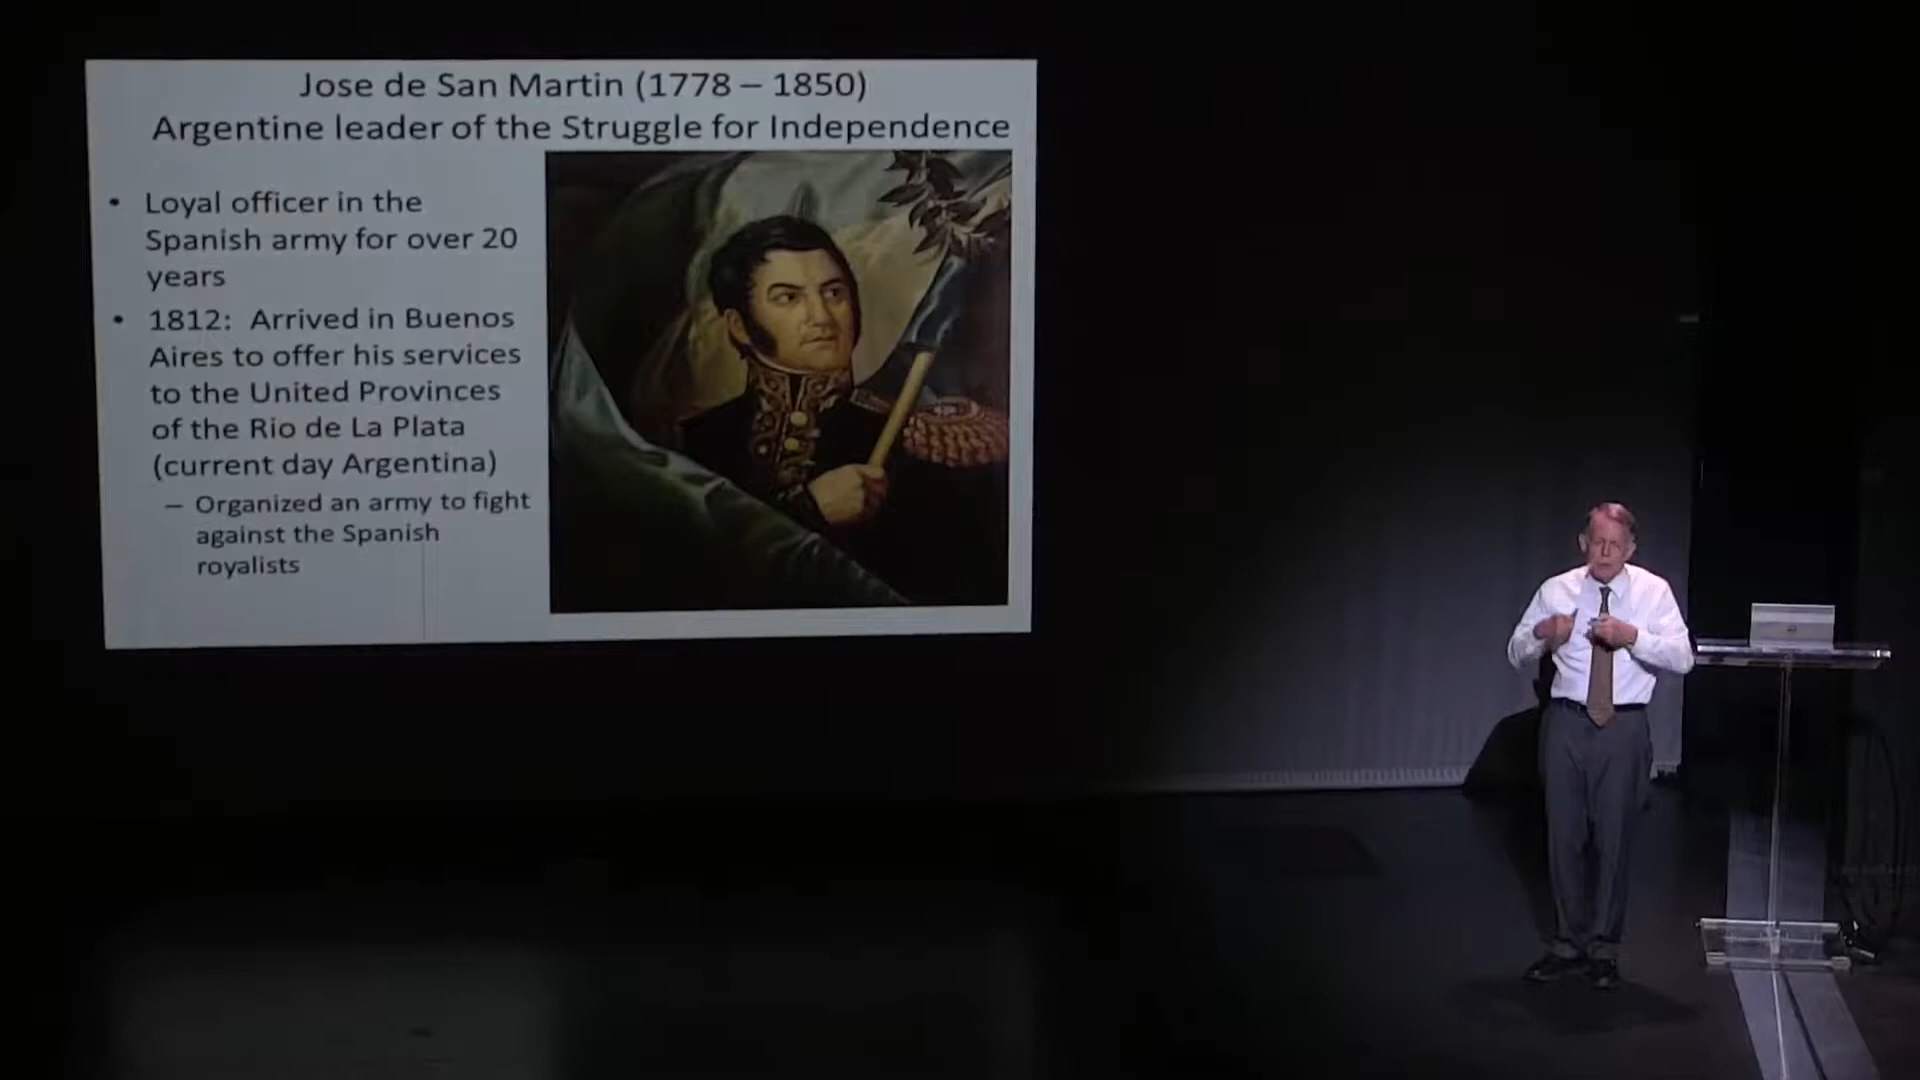 Jose de San Martin (1778 – 1850)
Argentine leader of the Struggle for Independence
• Loyal officer in the
Spanish army for over 20
years
• 1812: Arrived in Buenos
Aires to offer his services
to the United Provinces
of the Rio de La Plata
(current day Argentina)
– Organized an army to fight
against the Spanish
royalists